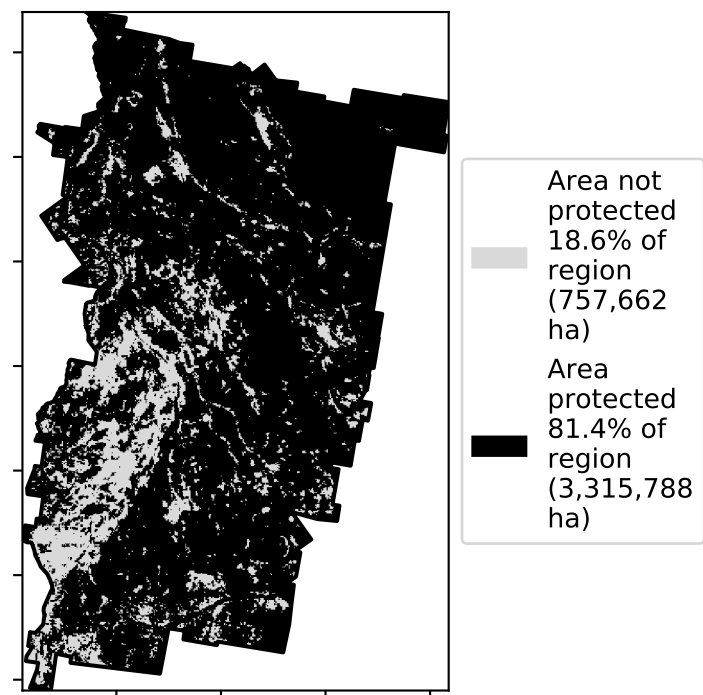 Area not
protected
18.6% of
region
(757,662
ha)
Area
protected
81.4% of
region
(3,315,788
ha)